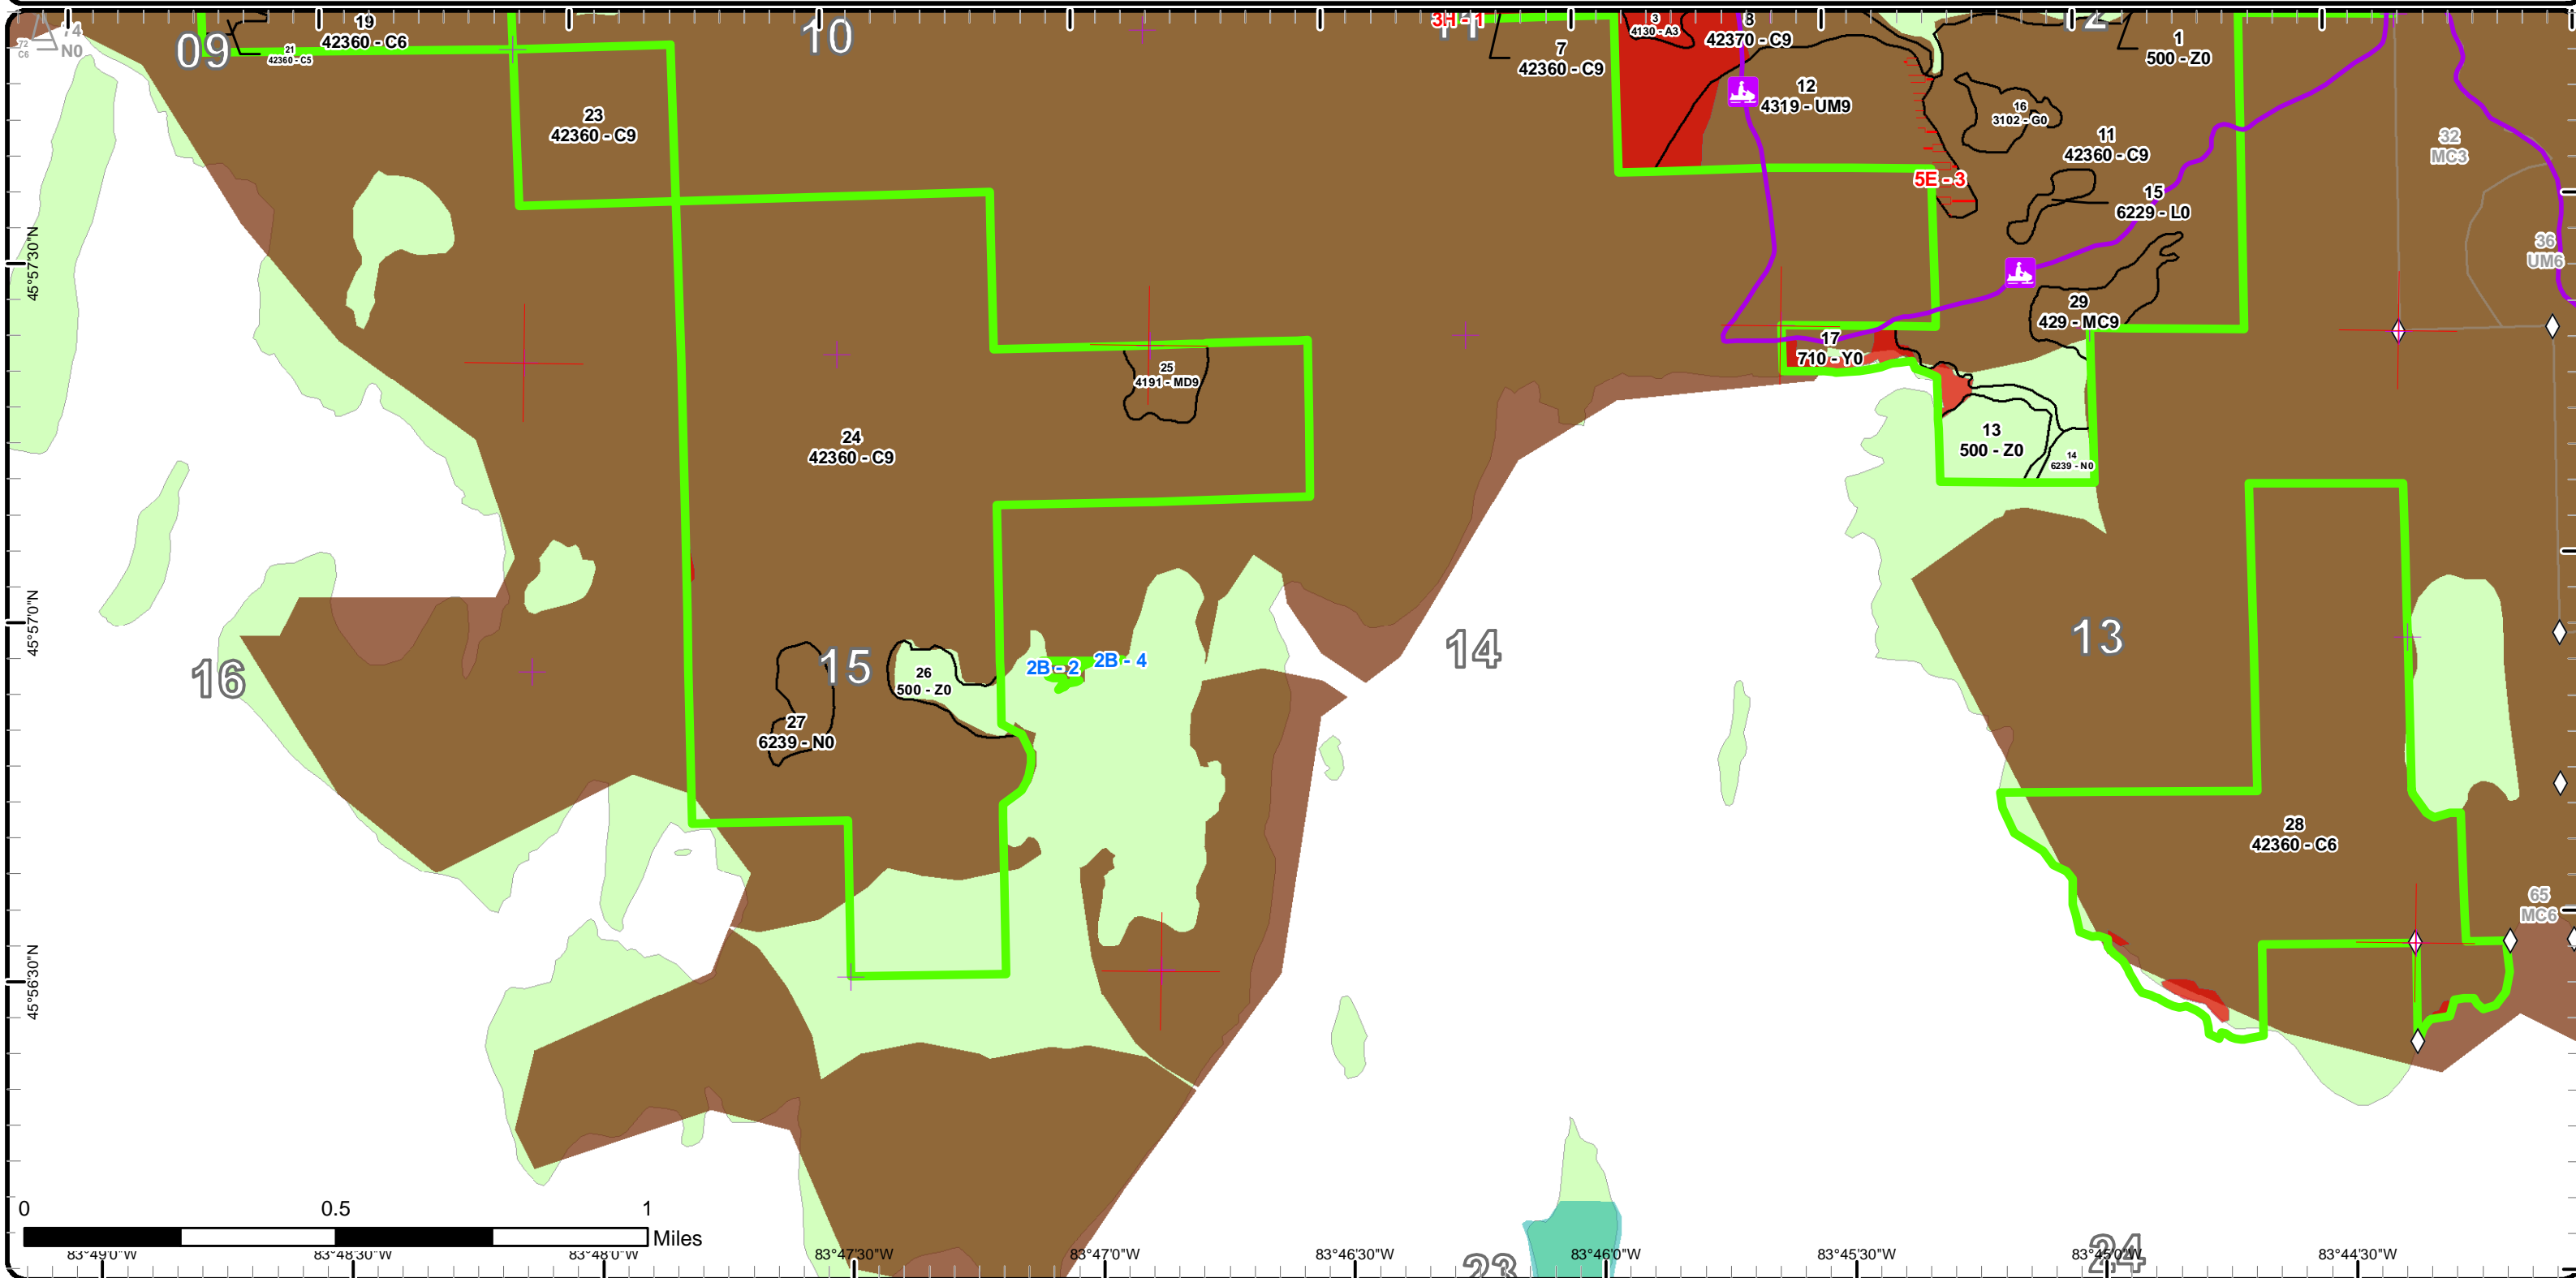 74
N0
72
C6
09
19
42360 - C6
21
42360 - C5
10
3H - 1
11
7
42360 - C9
3
4130 - A3
8
42370 - C9
12
1
500 - Z0
23
42360 - C9
12
4319 - UM9
16
3102 - G0
11
42360 - C9
32
MC3
5E - 3
15
6229 - L0
36
UM6
45°57'30"N
29
429 - MC9
17
710 - Y0
25
4191 - MD9
24
42360 - C9
13
500 - Z0
14
6239 - N0
45°57'0"N
16
15
26
500 - Z0
2B - 2
2B - 4
14
13
27
6239 - N0
28
42360 - C6
65
MC6
45°56'30"N
0
0.5
1
Miles
23
24
83°49'0"W
83°48'30"W
83°48'0"W
83°47'30"W
83°47'0"W
83°46'30"W
83°46'0"W
83°45'30"W
83°45'0"W
83°44'30"W